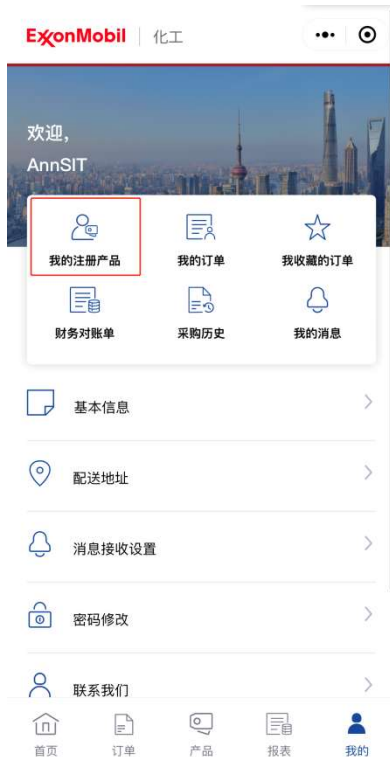 ExxonMobil 化工
欢迎,
AnnSIT
我的注册产品 我的订单 我收藏的订单
财务对账单 采购历史 我的消息
基本信息
配送地址
消息接收设置
密码修改
联系我们
首页 订单 产品 报表 我的